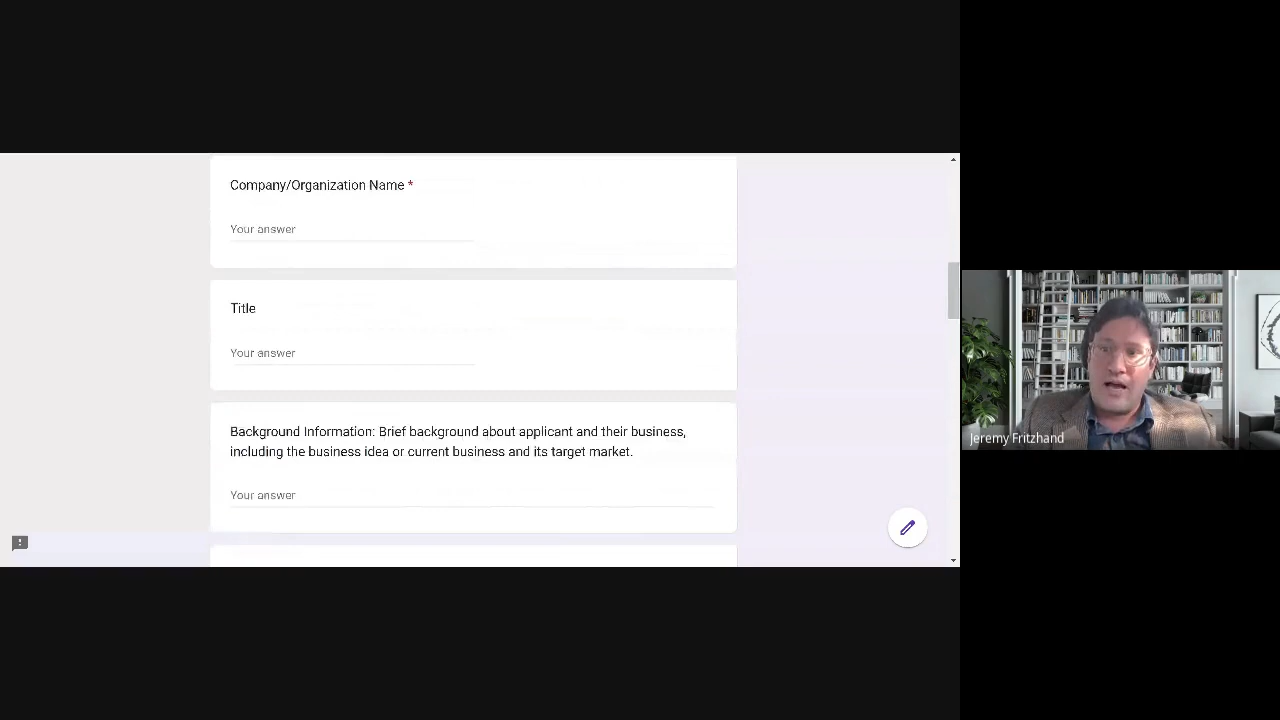 Company/Organization Name *
Your answer
Title
Your answer
Background Information: Brief background about applicant and their business,
including the business idea or current business and its target market.
Your answer
Jeremy Fritzhand